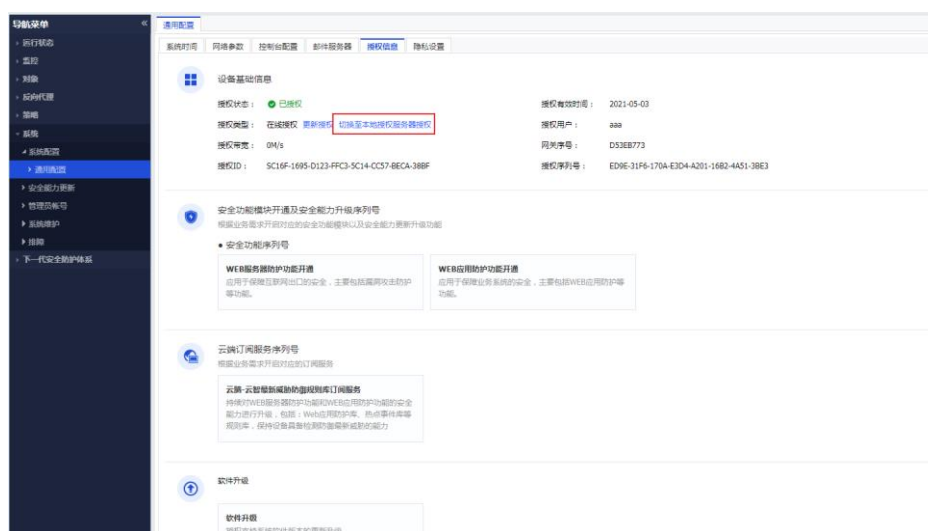 导航菜单
通用配置
运行状态
监控
对象
反向代理
策略
系统
系统配置
通用配置
安全能力更新
管理员帐号
系统维护
排障
下一代安全防护体系
系统时间 网络参数 控制台配置 邮件服务器 授权信息 隐私设置
设备基础信息
授权状态： 已授权 授权有效时间： 2021-05-03
授权类型： 在线授权 更新授权 切换至本地授权服务器授权 授权用户： aaa
授权带宽： 0M/s 网关序号： D53EB773
授权ID： SC16F-1695-D123-FFC3-5C14-CC57-BECA-38BF 授权序列号： ED9E-31F6-170A-E3D4-A201-16B2-4A51-3BE3
安全功能模块开通及安全能力升级序列号
根据业务需求开启对应的安全功能模块以及安全能力更新升级功能
● 安全功能序列号
WEB服务器防护功能开通
应用于保障互联网出口的安全，主要包括漏洞攻击防护
等功能。
WEB应用防护功能开通
应用于保障业务系统的安全，主要包括WEB应用防护等
功能。
云端订阅服务序列号
根据业务需求开启对应的订阅服务
云脑-云智最新威胁防御规则库订阅服务
持续对WEB服务器防护功能和WEB应用防护功能的安全
能力进行升级，包括：Web应用防护库、热点事件库等
规则库，保持设备具备检测防御最新威胁的能力
软件升级
软件升级